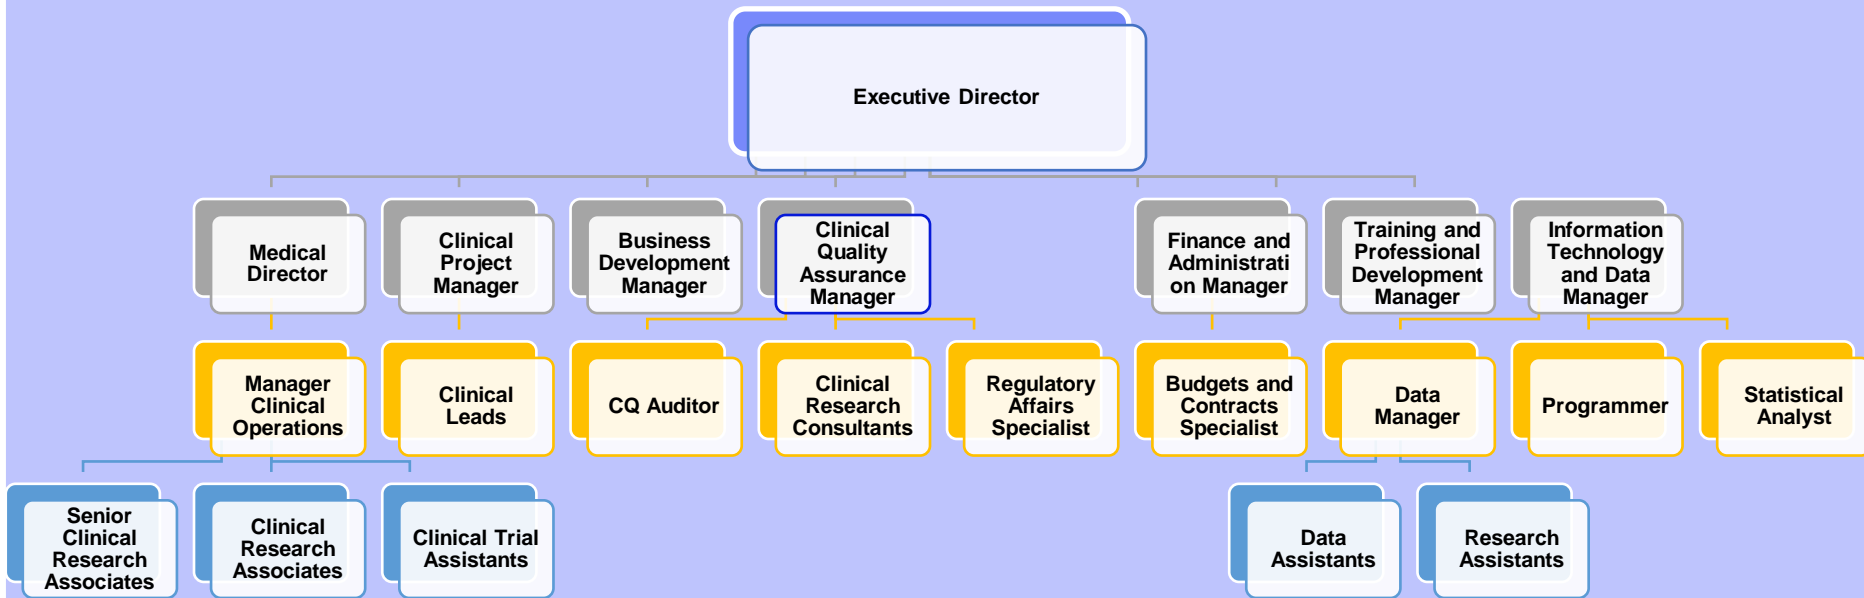 Executive Director
Medical
Director
Clinical
Project
Manager
Business
Development
Manager
Clinical
Quality
Assurance
Manager
Finance and
Administrati
on Manager
Training and
Professional
Development
Manager
Information
Technology
and Data
Manager
Manager
Clinical
Operations
Clinical
Leads
CQ Auditor
Clinical
Research
Consultants
Regulatory
Affairs
Specialist
Budgets and
Contracts
Specialist
Data
Manager
Programmer
Statistical
Analyst
Senior
Clinical
Research
Associates
Clinical
Research
Associates
Clinical Trial
Assistants
Data
Assistants
Research
Assistants